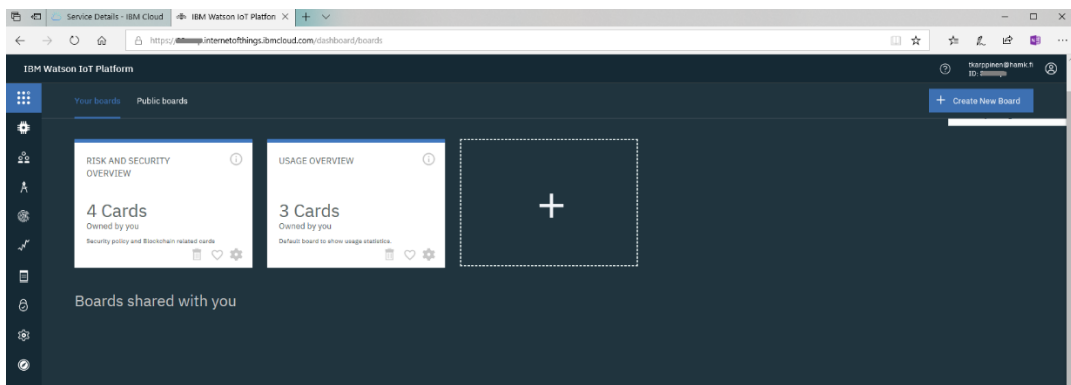 Service Details - IBM Cloud
IBM Watson IoT Platfon
https://
.internetofthings.ibmcloud.com/dashboard/boards
IBM Watson IoT Platform
tkarppinen@hamk.fi
ID:
Your boards Public boards
+ Create New Board
RISK AND SECURITY
OVERVIEW
4 Cards
Owned by you
Security policy and Blockchain related cards
USAGE OVERVIEW
3 Cards
Owned by you
Default board to show usage statistics.
Boards shared with you